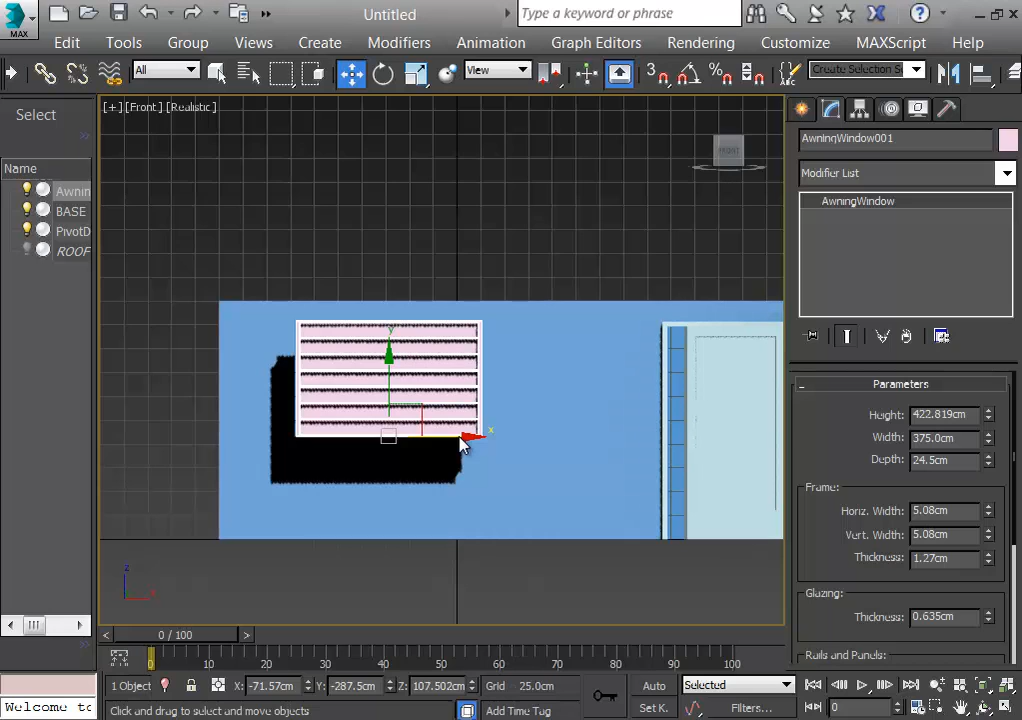 MAX
Untitled
Type a keyword or phrase
Edit Tools Group Views Create Modifiers Animation Graph Editors Rendering Customize MAXScript Help
All
View
3
Create Selection S
[+] [Front] [Realistic]
Select
Name
Awnin
BASE
PivotD
ROOF
FRONT
y
x
z
AwningWindow001
Modifier List
AwningWindow
Parameters
Height: 422.819cm
Width: 375.0cm
Depth: 24.5cm
Frame:
Horiz. Width: 5.08cm
Vert. Width: 5.08cm
Thickness: 1.27cm
Glazing:
Thickness: 0.635cm
Rails and Panels:
0 / 100
0 10 20 30 40 50 60 70 80 90 100
1 Object X: -71.57cm Y: -287.5cm Z: 107.502cm Grid 25.0cm Auto Selected
Welcome to Click and drag to select and move objects Add Time Tag Set K. Filters... 0